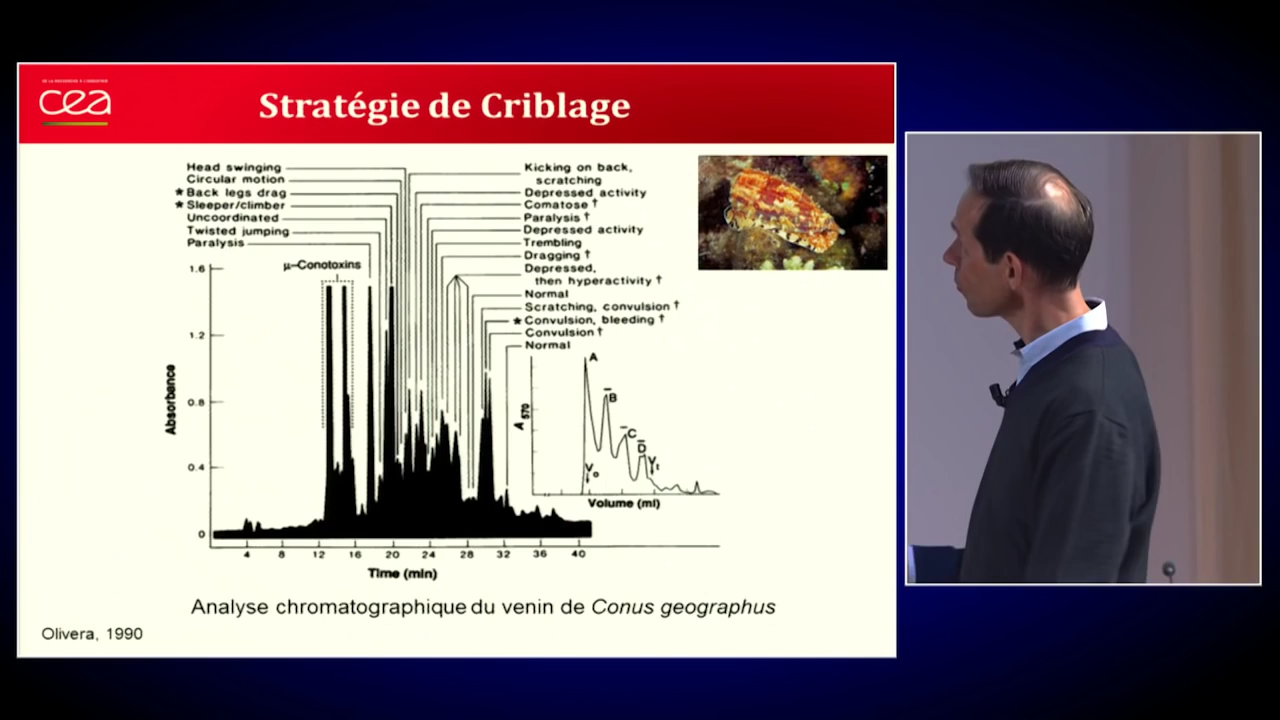 cea
Stratégie de Criblage
Head swinging
Circular motion
*Back legs drag
*Sleeper/climber
Uncoordinated
Twisted jumping
Paralysis
μ-Conotoxins
Kicking on back,
scratching
Depressed activity
Comatose †
Paralysis †
Depressed activity
Trembling
Dragging †
Depressed,
then hyperactivity †
Normal
Scratching, convulsion †
*Convulsion, bleeding †
Convulsion †
Normal
1.6
1.2
0.8
0.4
0
Absorbance
4 8 12 16 20 24 28 32 36 40
Time (min)
A 570
A
B
C
D
Vo
Vt
Volume (ml)
Analyse chromatographique du venin de Conus geographus
Olivera, 1990